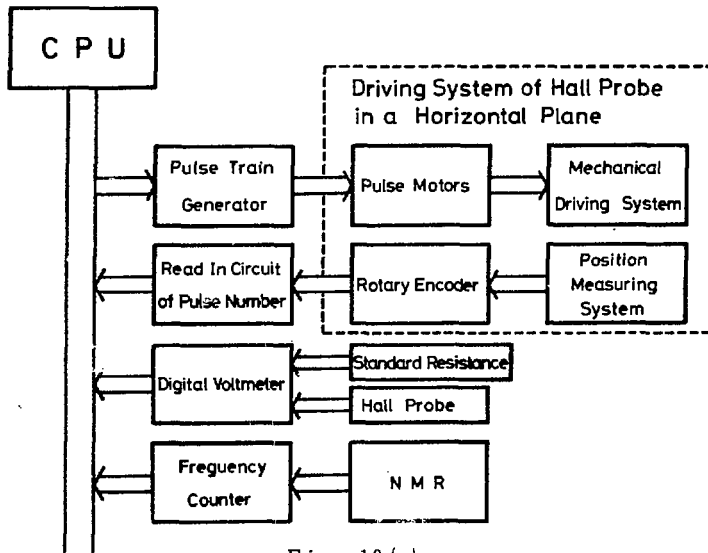 C P U
Driving System of Hall Probe
in a Horizontal Plane
Pulse Train
Generator
Pulse Motors
Mechanical
Driving System
Read In Circuit
of Pulse Number
Rotary Encoder
Position
Measuring
System
Digital Voltmeter
Standard Resistance
Hall Probe
Freguency
Counter
N M R